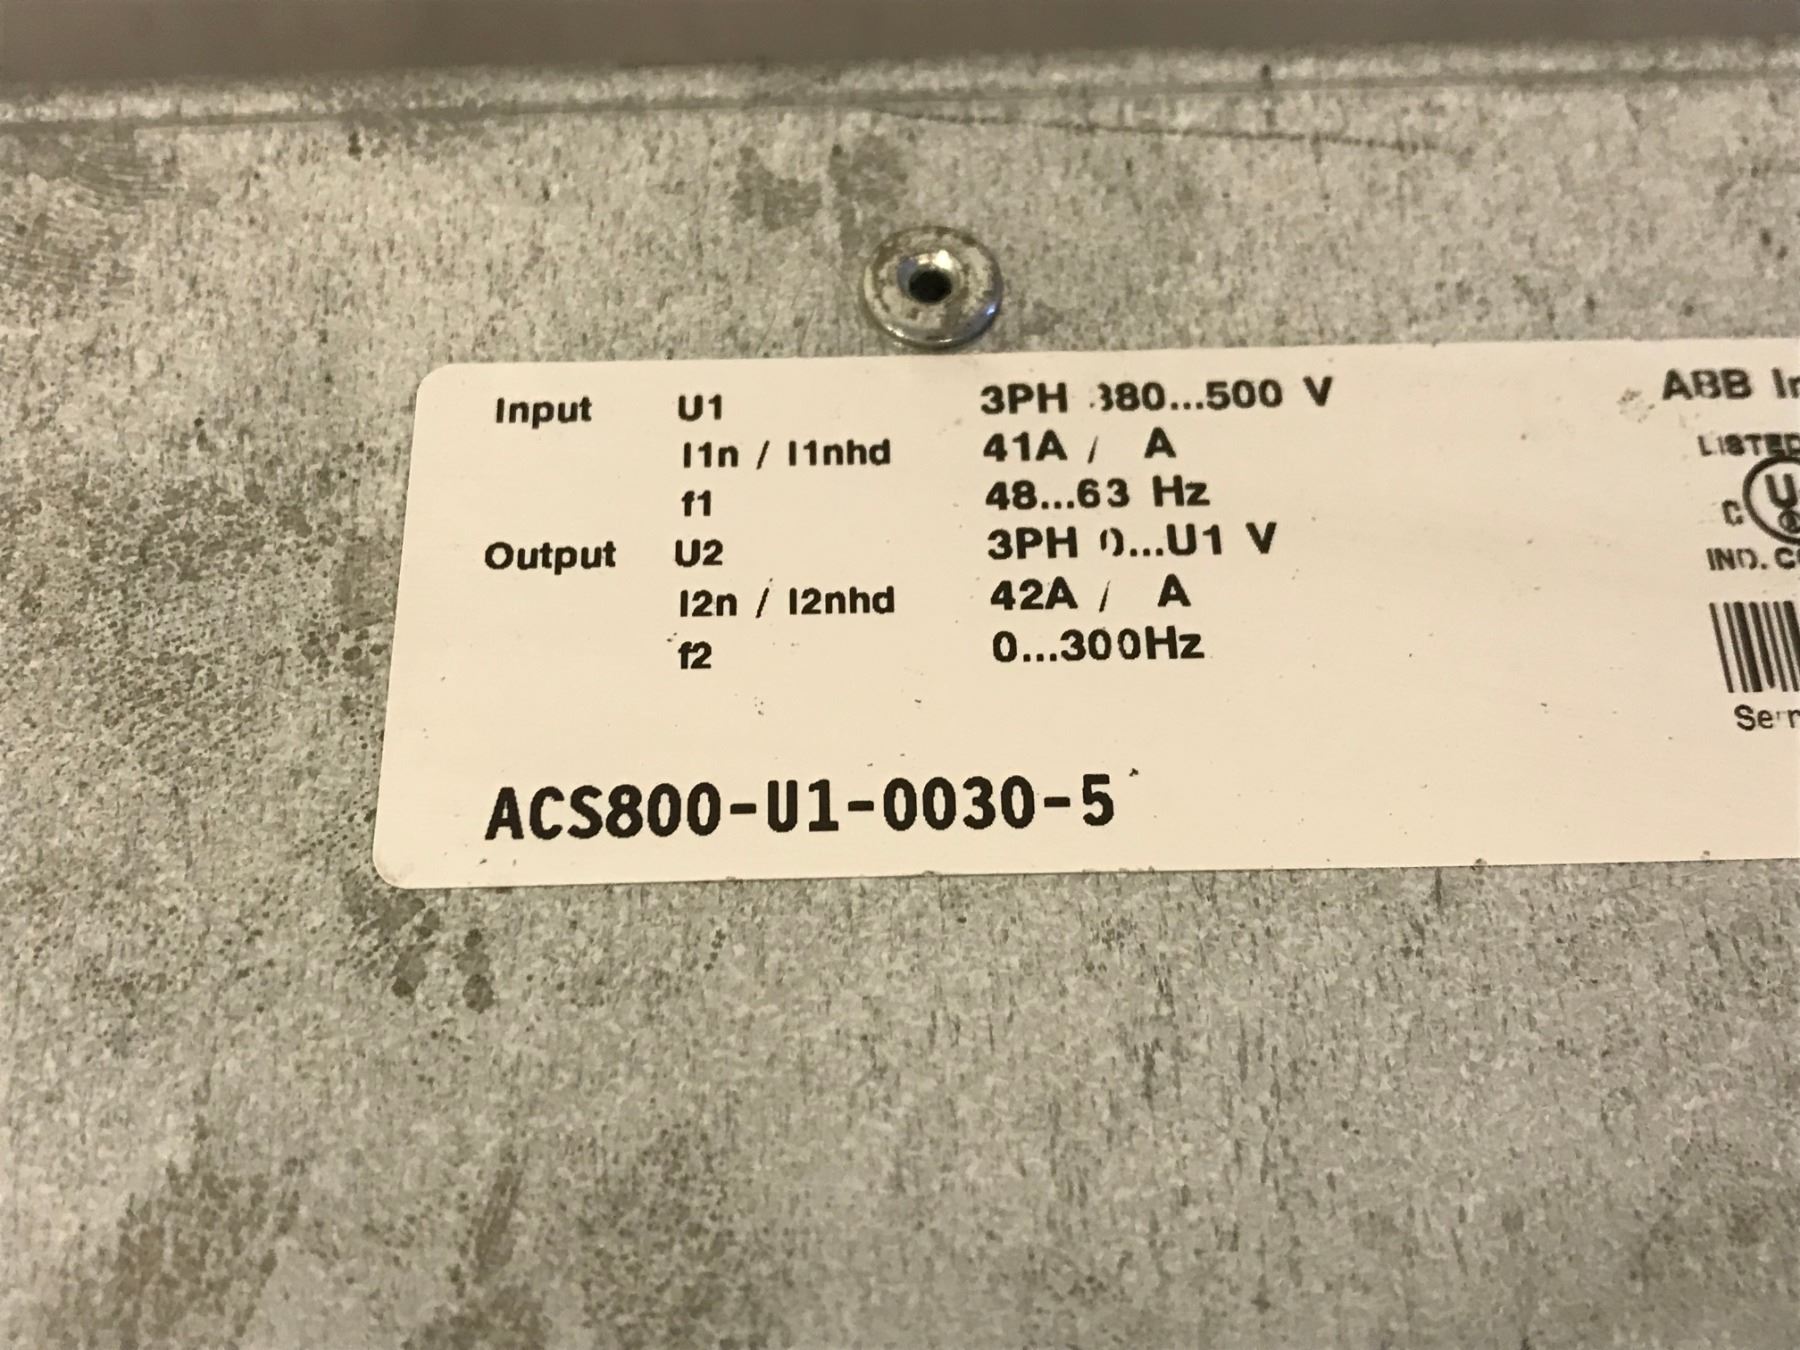 Input U1 3PH 380...500 V
I1n / I1nhd 41A / A
f1 48...63 Hz
Output U2 3PH 0...U1 V
I2n / I2nhd 42A / A
f2 0...300Hz
ACS800-U1-0030-5
ABB
LISTED
C U
IND.